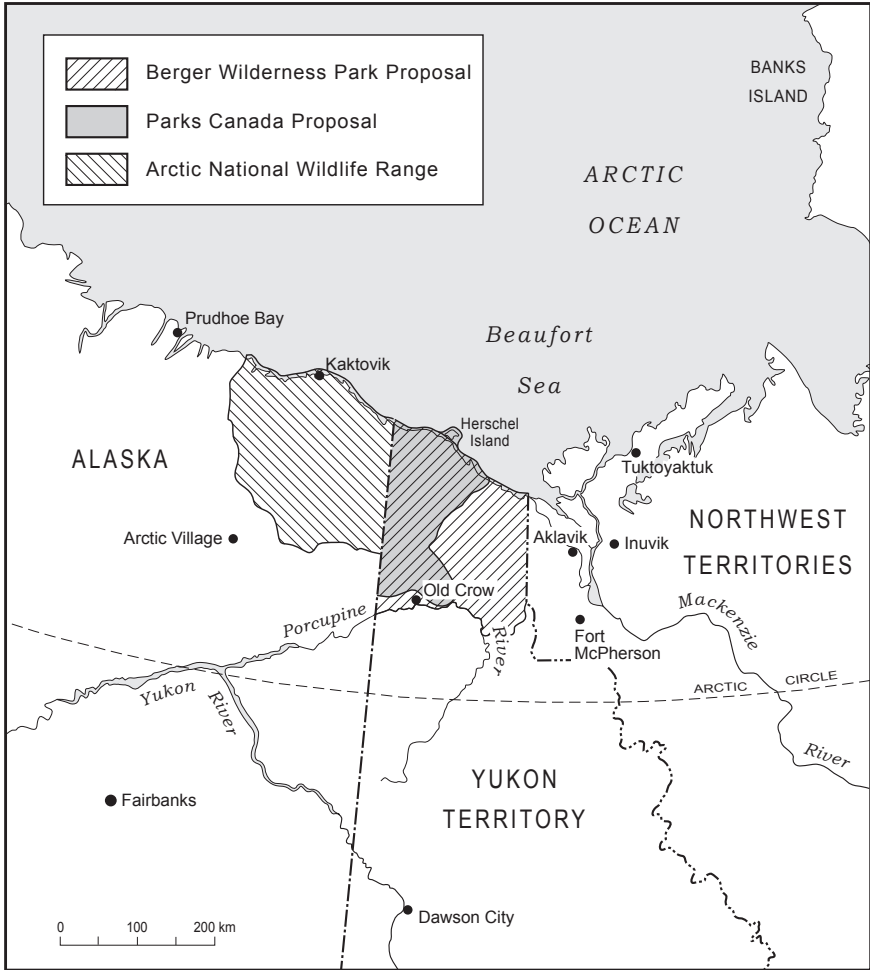 Berger Wilderness Park Proposal
Parks Canada Proposal
Arctic National Wildlife Range
BANKS
ISLAND
ARCTIC
OCEAN
Prudhoe Bay
Beaufort
Sea
Kaktovik
Herschel
Island
ALASKA
Tuktoyaktuk
NORTHWEST
TERRITORIES
Arctic Village
Aklavik
Inuvik
Old Crow
Porcupine
River
Mackenzie
Fort
McPherson
Yukon
River
ARCTIC CIRCLE
River
YUKON
TERRITORY
Fairbanks
Dawson City
0 100 200 km